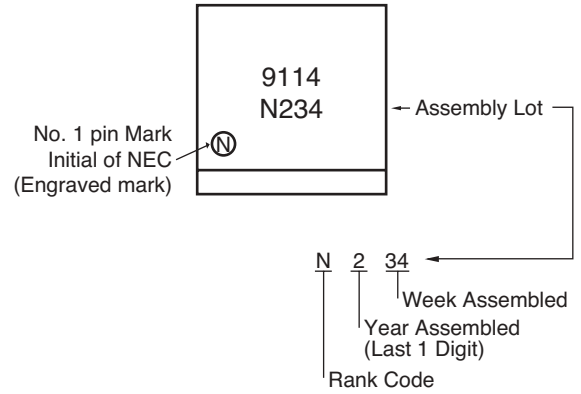 9114
N234
Assembly Lot
No. 1 pin Mark
Initial of NEC
(Engraved mark)
N
N 2 34
Week Assembled
Year Assembled
(Last 1 Digit)
Rank Code